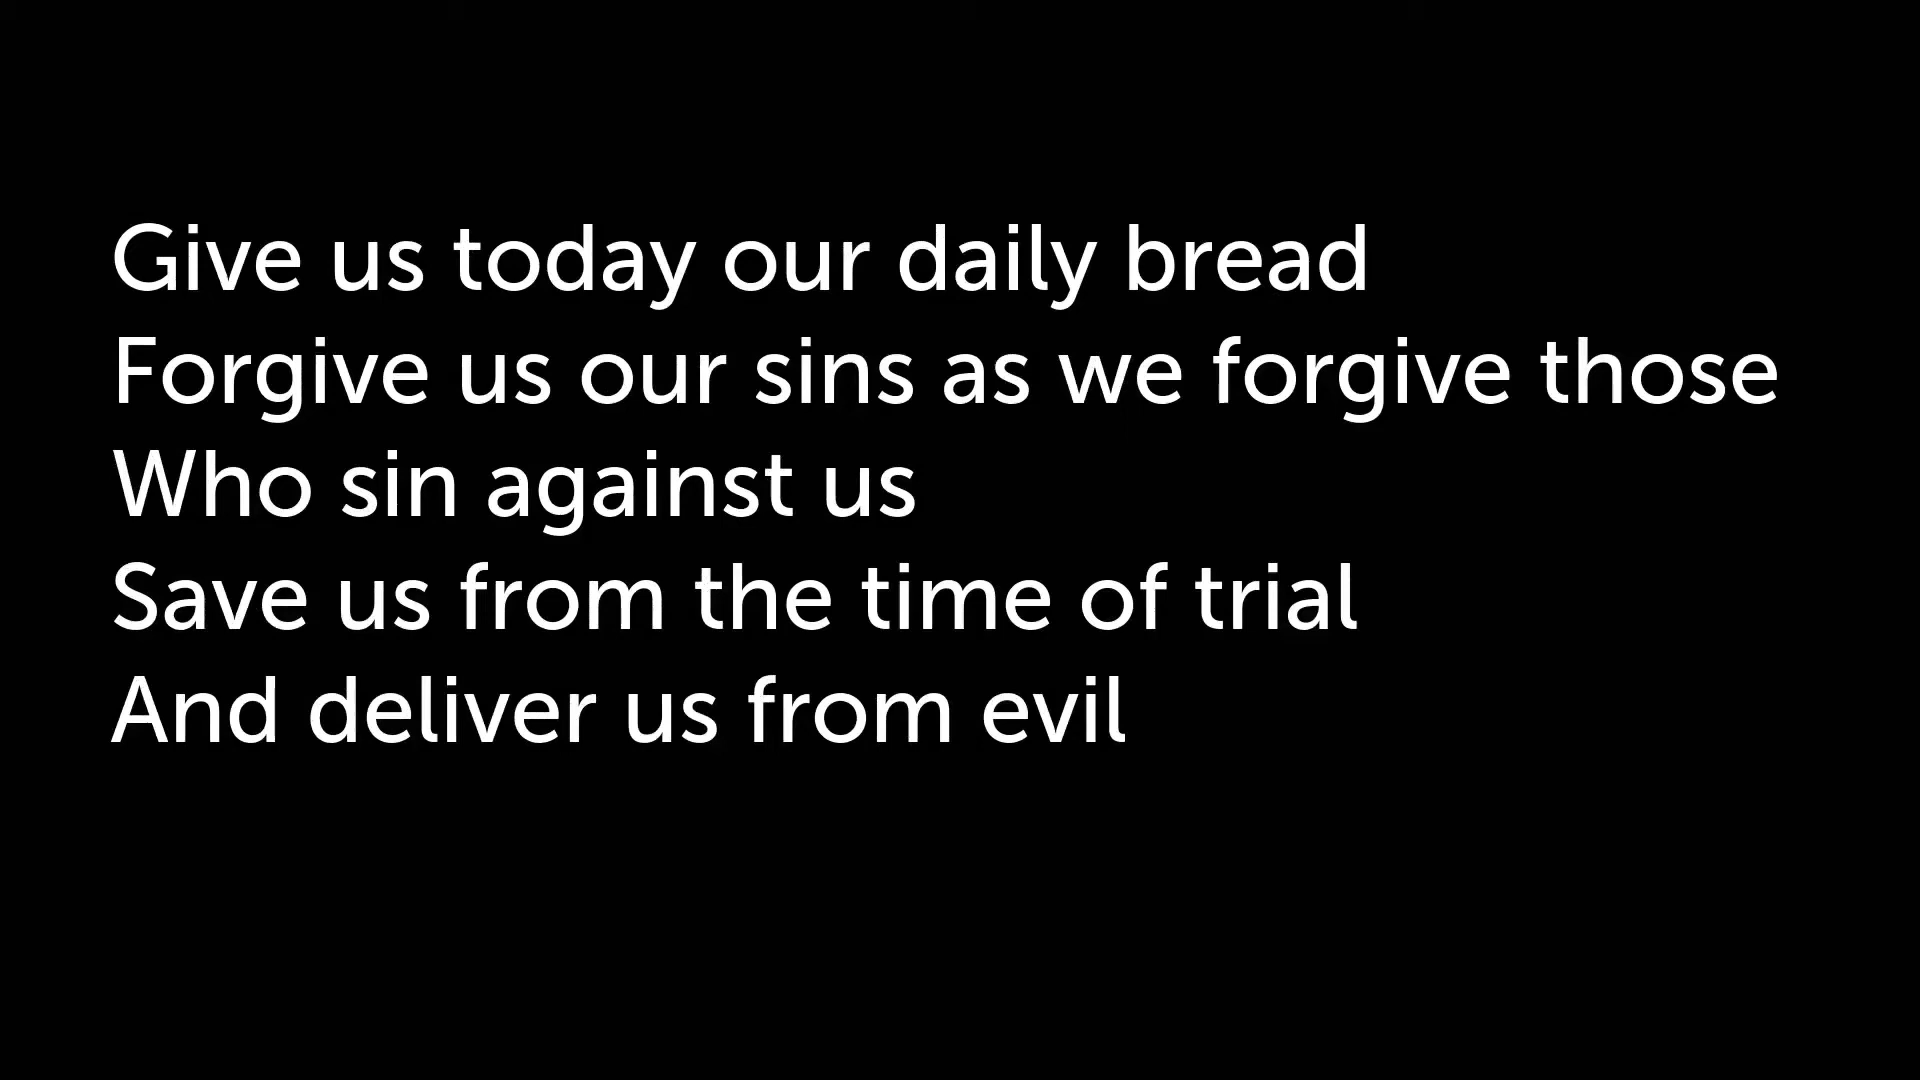 Give us today our daily bread
Forgive us our sins as we forgive those
Who sin against us
Save us from the time of trial
And deliver us from evil